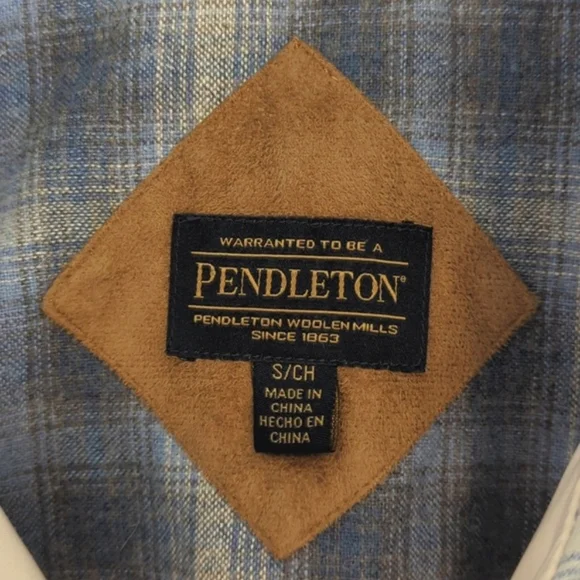 WARRANTED TO BE A
PENDLETON®
PENDLETON WOOLEN MILLS
SINCE 1863
S/CH
MADE IN
CHINA
HECHO EN
CHINA